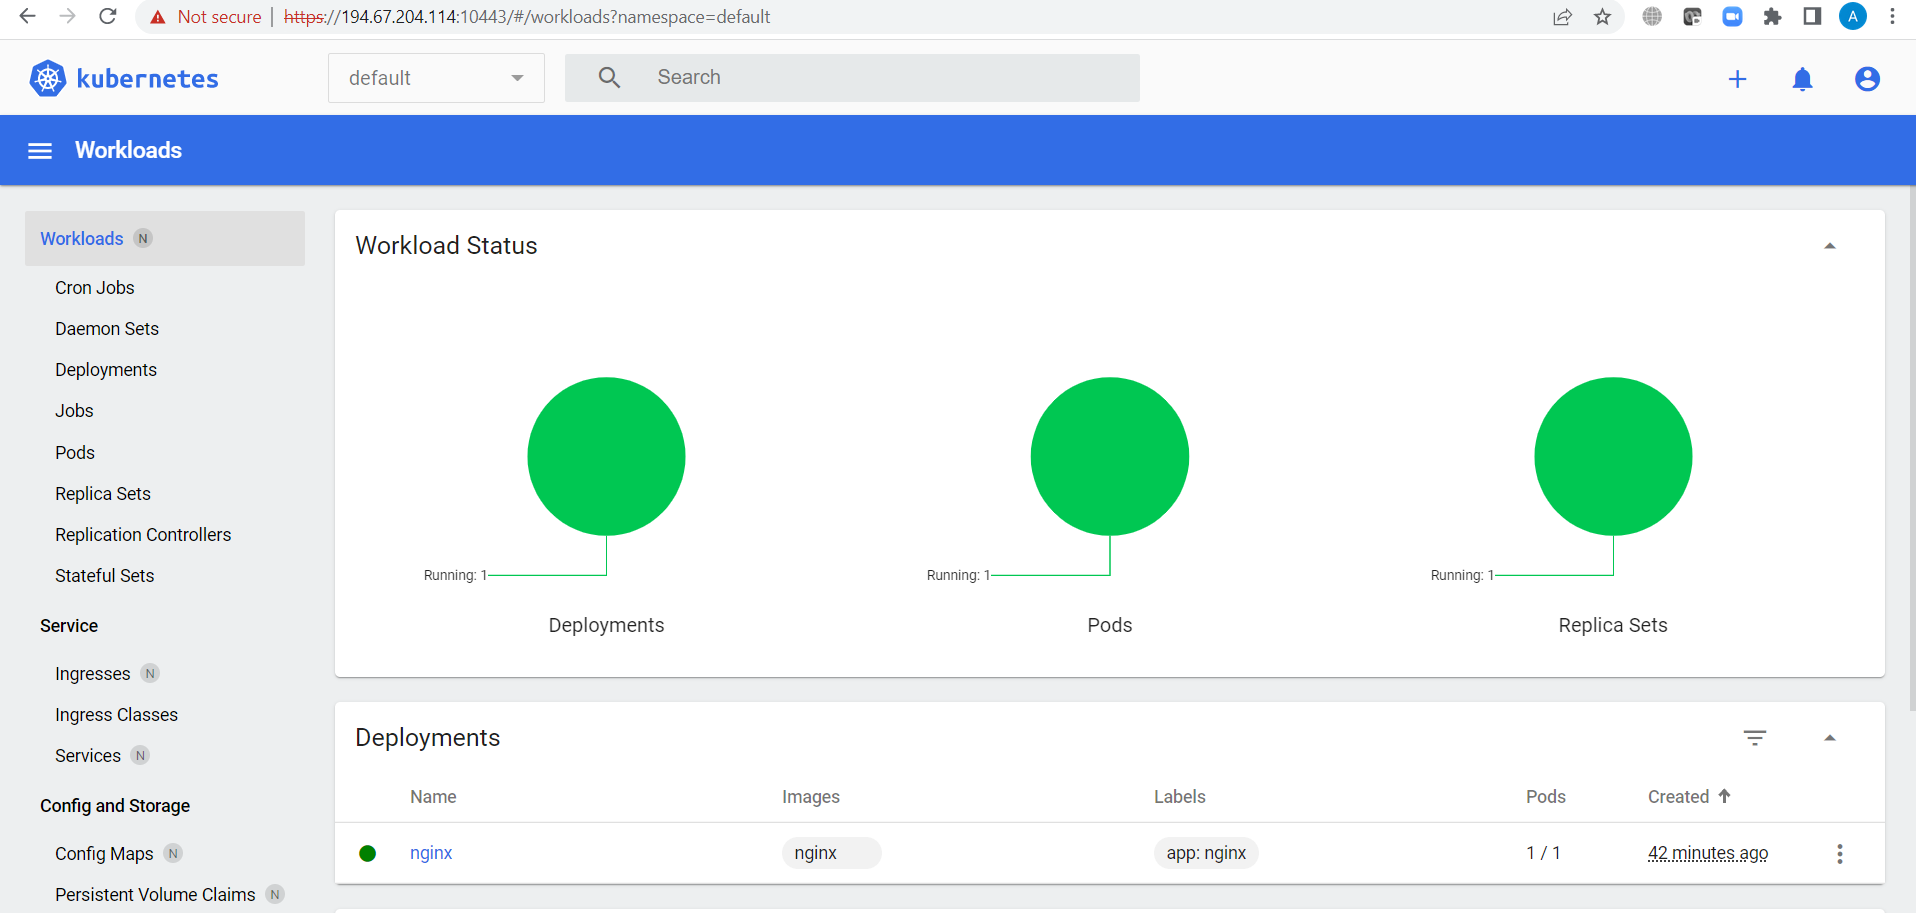 Not secure | https://194.67.204.114:10443/#/workloads?namespace=default
A
kubernetes
default
Search
Workloads
Workloads N
Cron Jobs
Daemon Sets
Deployments
Jobs
Pods
Replica Sets
Replication Controllers
Stateful Sets
Service
Ingresses N
Ingress Classes
Services N
Config and Storage
Config Maps N
Persistent Volume Claims N
Workload Status
Running: 1
Running: 1
Running: 1
Deployments
Pods
Replica Sets
Deployments
Name Images Labels Pods Created
nginx nginx app: nginx 1 / 1 42 minutes ago